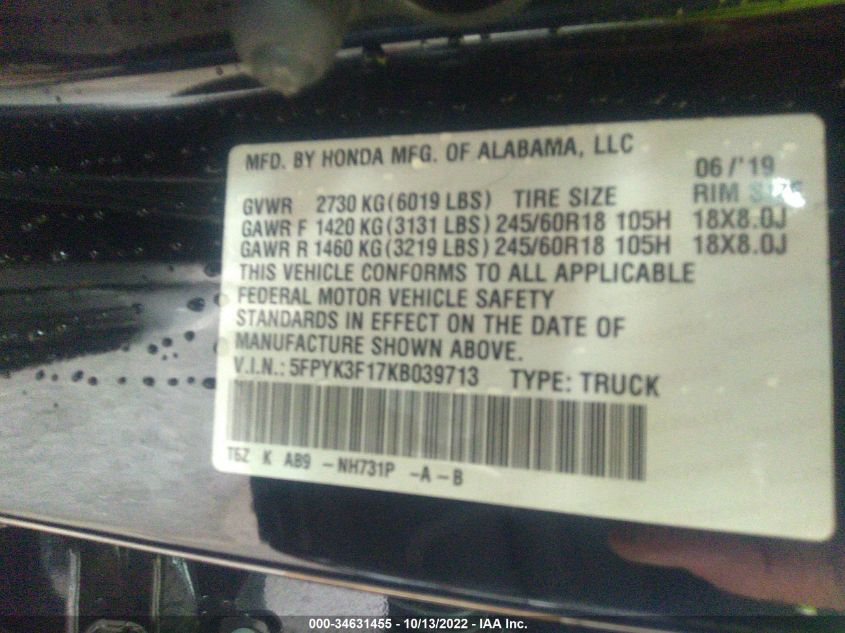 MFD. BY HONDA MFG. OF ALABAMA, LLC 06/'19
GVWR 2730 KG(6019 LBS) TIRE SIZE RIM SIZE
GAWR F 1420 KG(3131 LBS) 245/60R18 105H 18X8.0J
GAWR R 1460 KG(3219 LBS) 245/60R18 105H 18X8.0J
THIS VEHICLE CONFORMS TO ALL APPLICABLE
FEDERAL MOTOR VEHICLE SAFETY
STANDARDS IN EFFECT ON THE DATE OF
MANUFACTURE SHOWN ABOVE.
V.I.N.: 5FPYK3F17KB039713 TYPE: TRUCK
T6Z K AB9 -NH731P -A -B
000-34631455 - 10/13/2022 - IAA Inc.